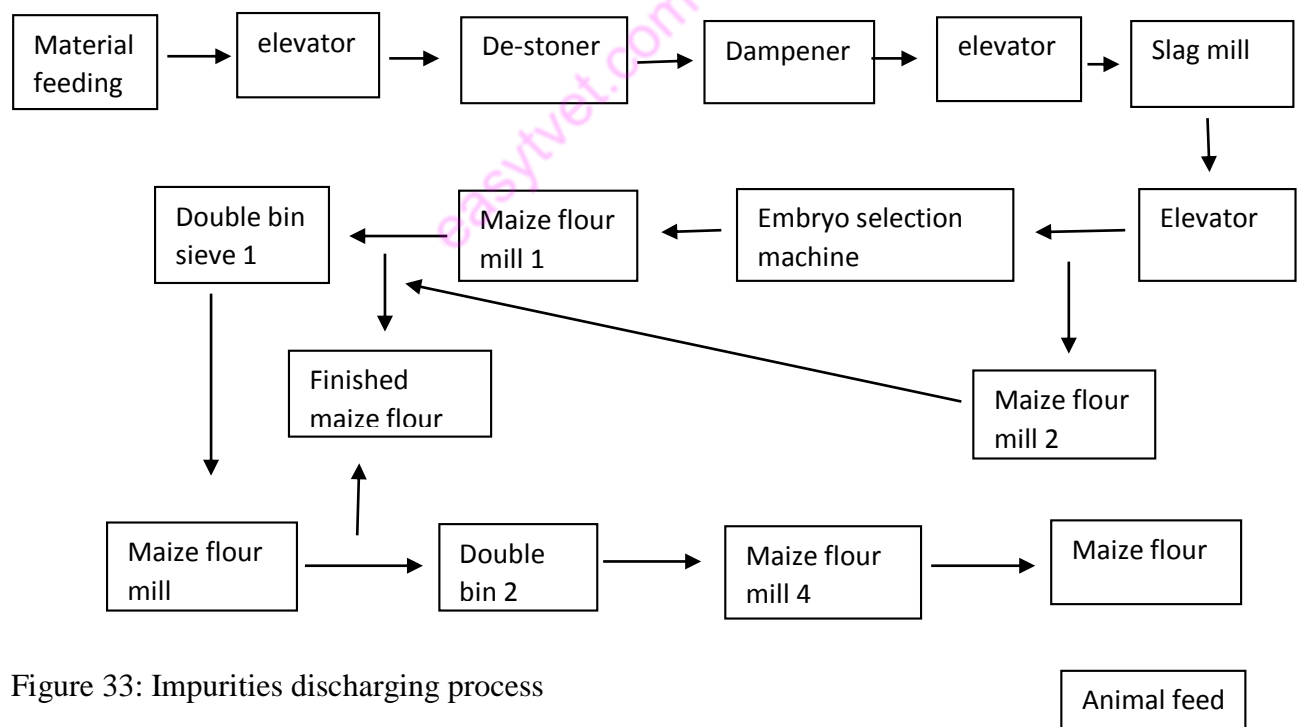 Material
feeding
elevator
De-stoner
Dampener
elevator
Slag mill
easytvet.com
Double bin
sieve 1
Maize flour
mill 1
Embryo selection
machine
Elevator
Finished
maize flour
Maize flour
mill 2
Maize flour
mill
Double
bin 2
Maize flour
mill 4
Maize flour
Figure 33: Impurities discharging process
Animal feed